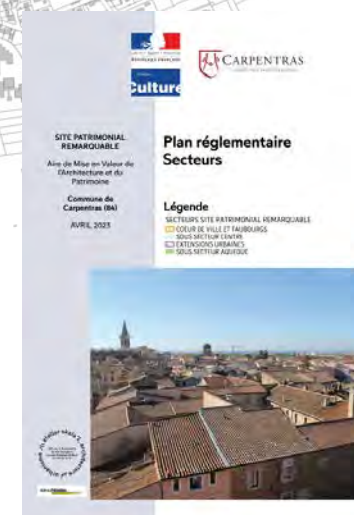 RÉPUBLIQUE FRANÇAISE
Culture
CARPENTRAS
SITE PATRIMONIAL
REMARQUABLE
Aire de Mise en Valeur de
l'Architecture et du
Patrimoine
Commune de
Carpentras (84)
AVRIL 2023
Plan réglementaire
Secteurs
Légende
SECTEURS SITE PATRIMONIAL REMARQUABLE
COEUR DE VILLE ET FAUBOURGS
SOUS SECTEUR CENTRE
EXTENSIONS URBAINES
SOUS SECTEUR AQUEDUC